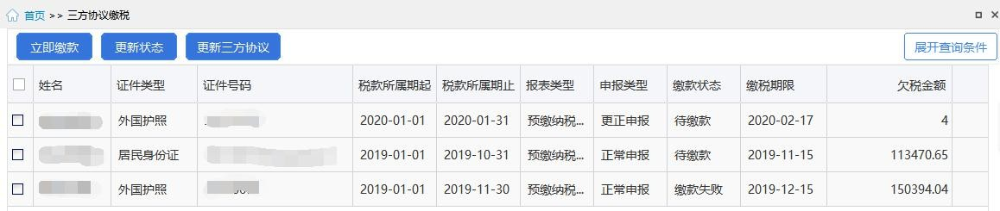 首页 >> 三方协议缴税
立即缴款 更新状态 更新三方协议 展开查询条件
姓名 证件类型 证件号码 税款所属期起 税款所属期止 报表类型 申报类型 缴款状态 缴税期限 欠税金额
外国护照 2020-01-01 2020-01-31 预缴纳税... 更正申报 待缴款 2020-02-17 4
居民身份证 2019-01-01 2019-10-31 预缴纳税... 正常申报 待缴款 2019-11-15 113470.65
外国护照 2019-01-01 2019-11-30 预缴纳税... 正常申报 缴款失败 2019-12-15 150394.04